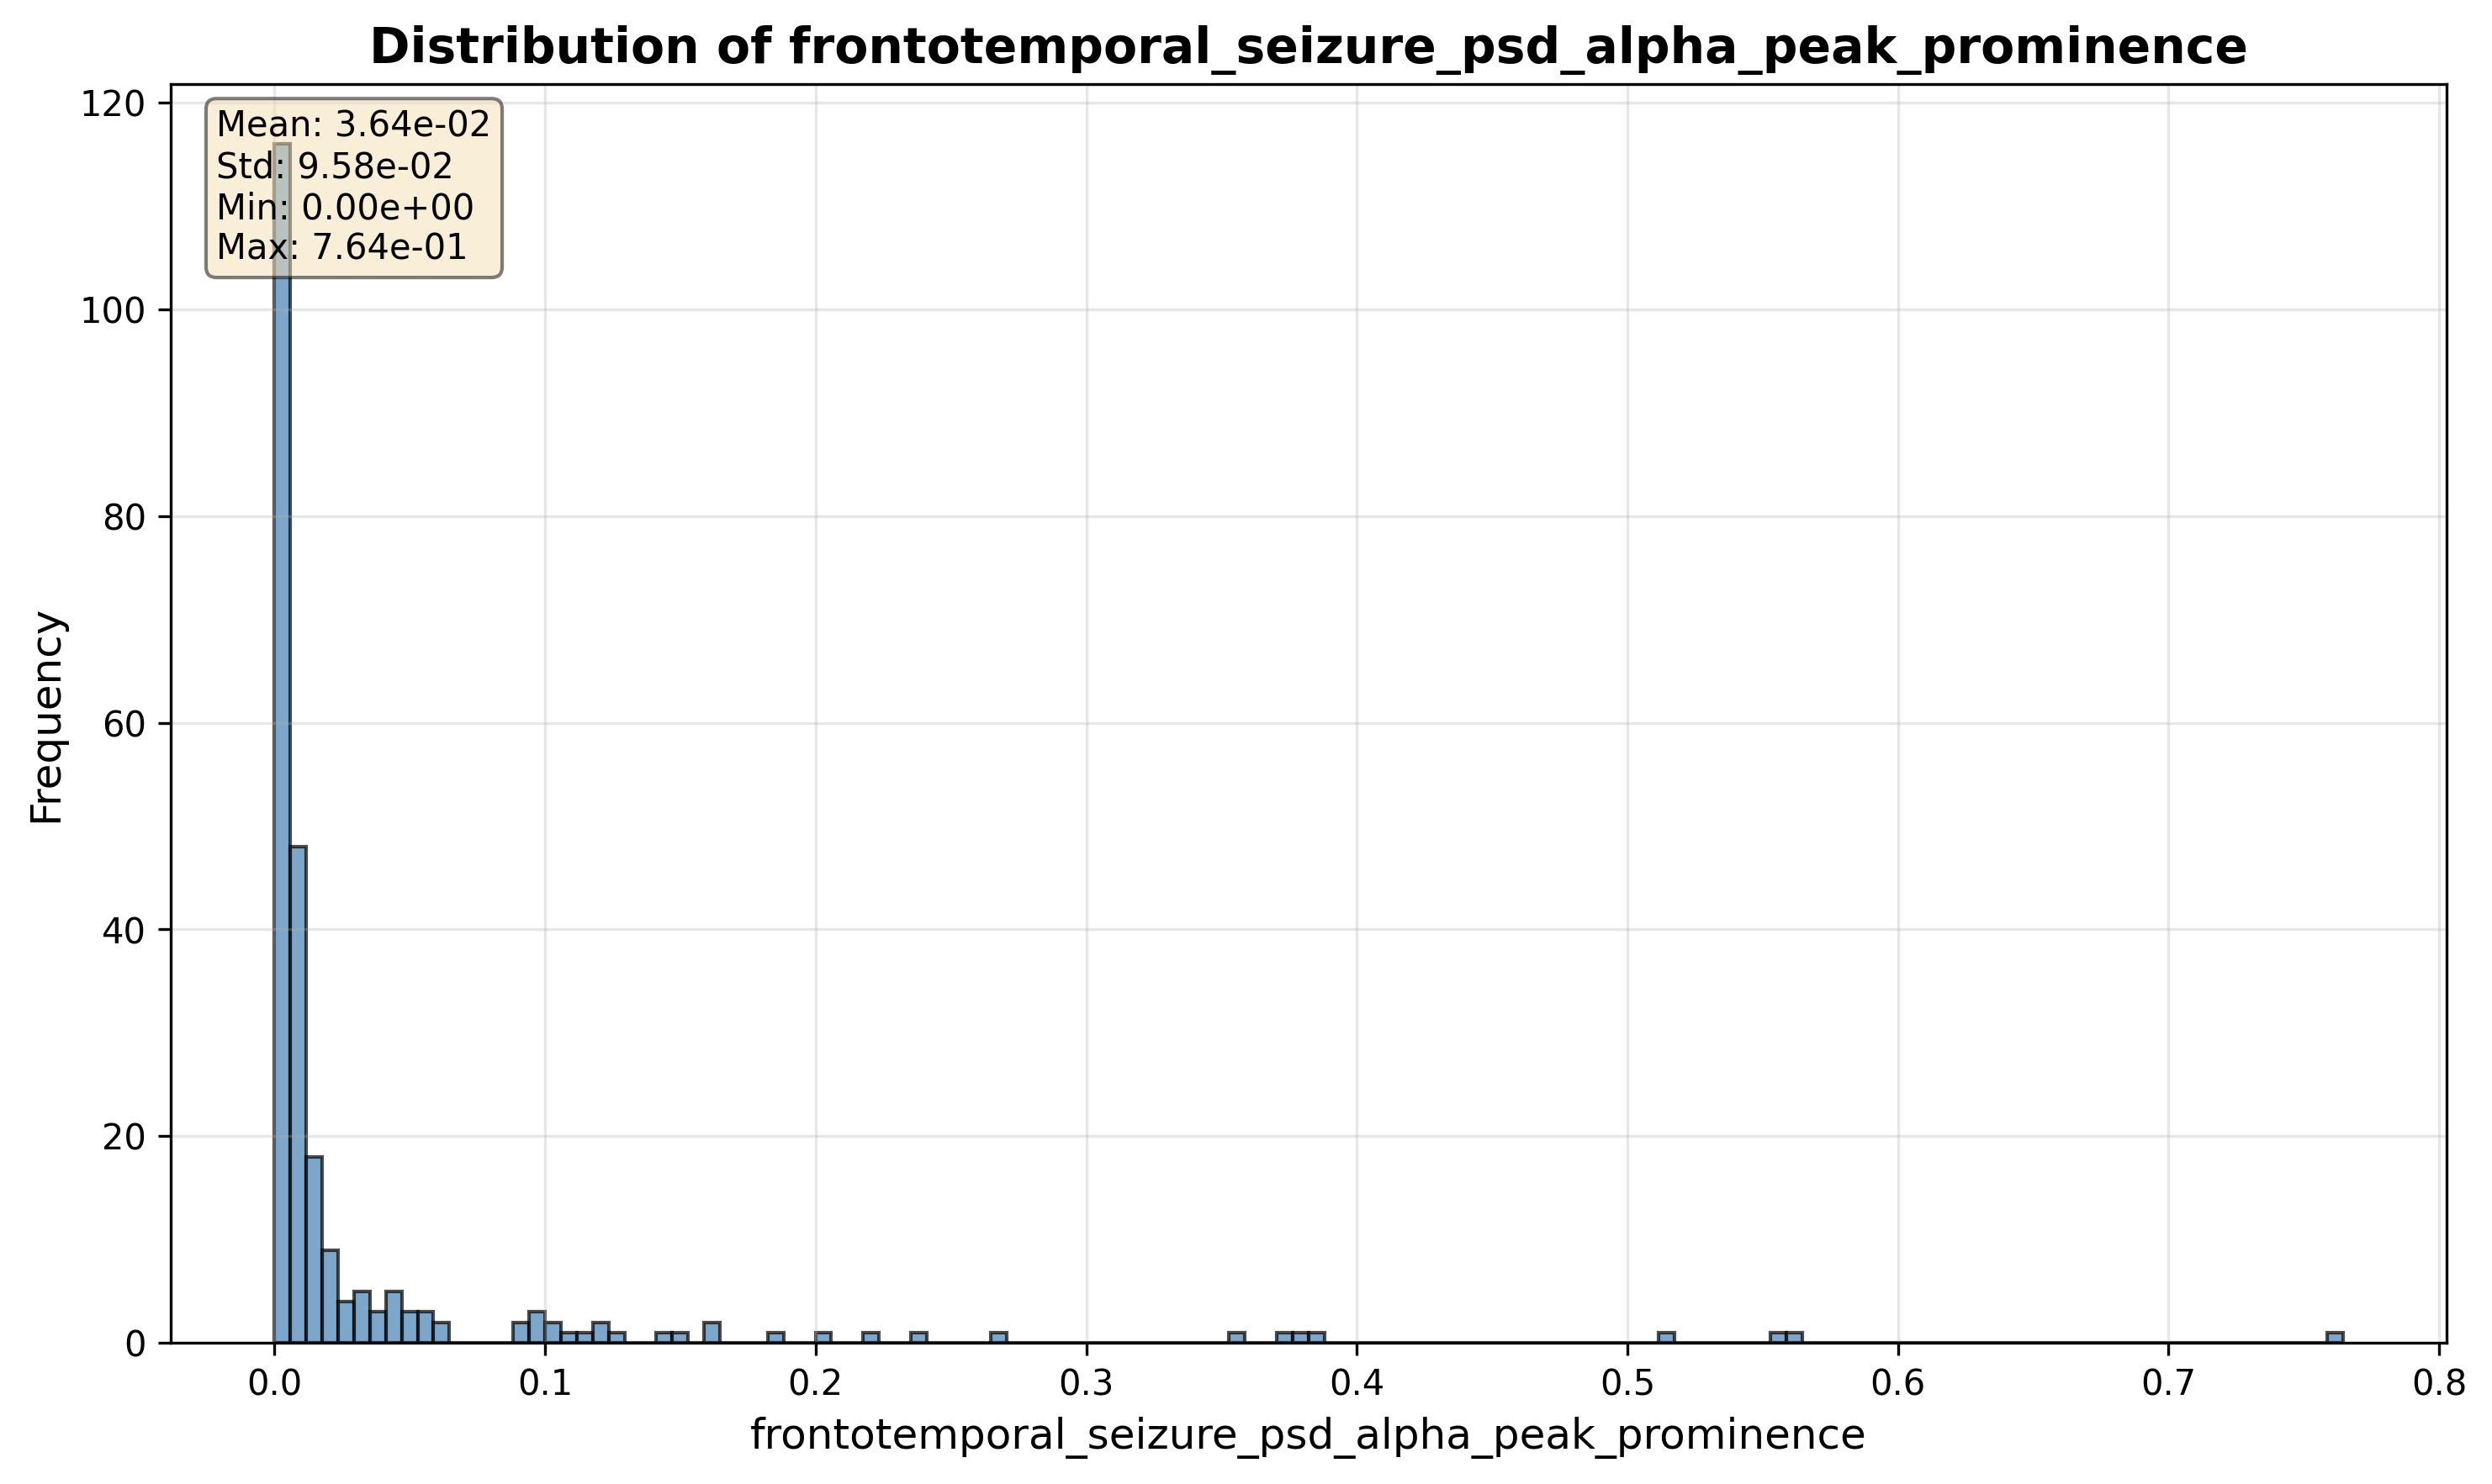 Distribution of frontotemporal_seizure_psd_alpha_peak_prominence
Mean: 3.64e-02
Std: 9.58e-02
Min: 0.00e+00
Max: 7.64e-01
120
100
80
60
40
20
0
Frequency
0.0 0.1 0.2 0.3 0.4 0.5 0.6 0.7 0.8
frontotemporal_seizure_psd_alpha_peak_prominence